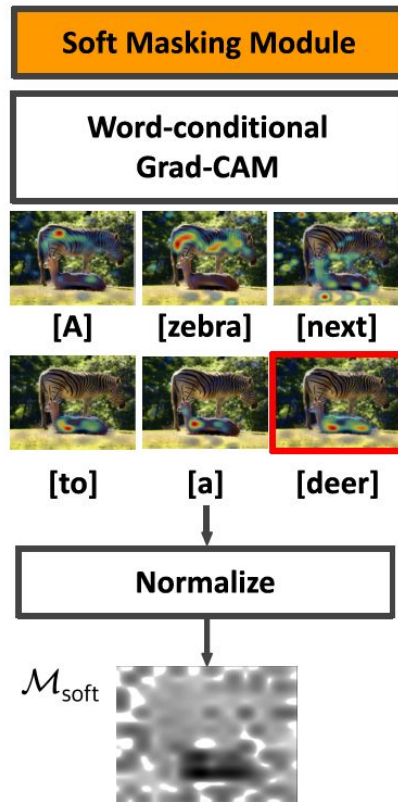 Soft Masking Module
Word-conditional
Grad-CAM
[A] [zebra] [next]
[to] [a] [deer]
Normalize
ℳsoft